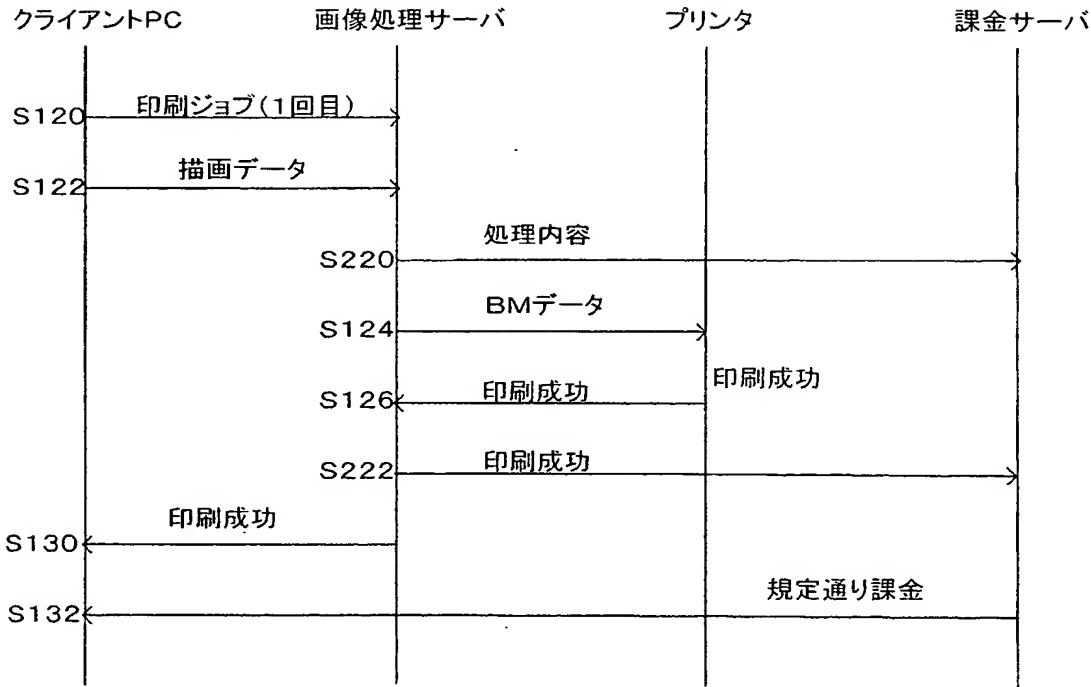 クライアントPC 画像処理サーバ プリンタ 課金サーバ
S120 印刷ジョブ(1回目)
S122 描画データ
S220 処理内容
S124 BMデータ
印刷成功
S126 印刷成功
S222 印刷成功
S130 印刷成功
S132 規定通り課金